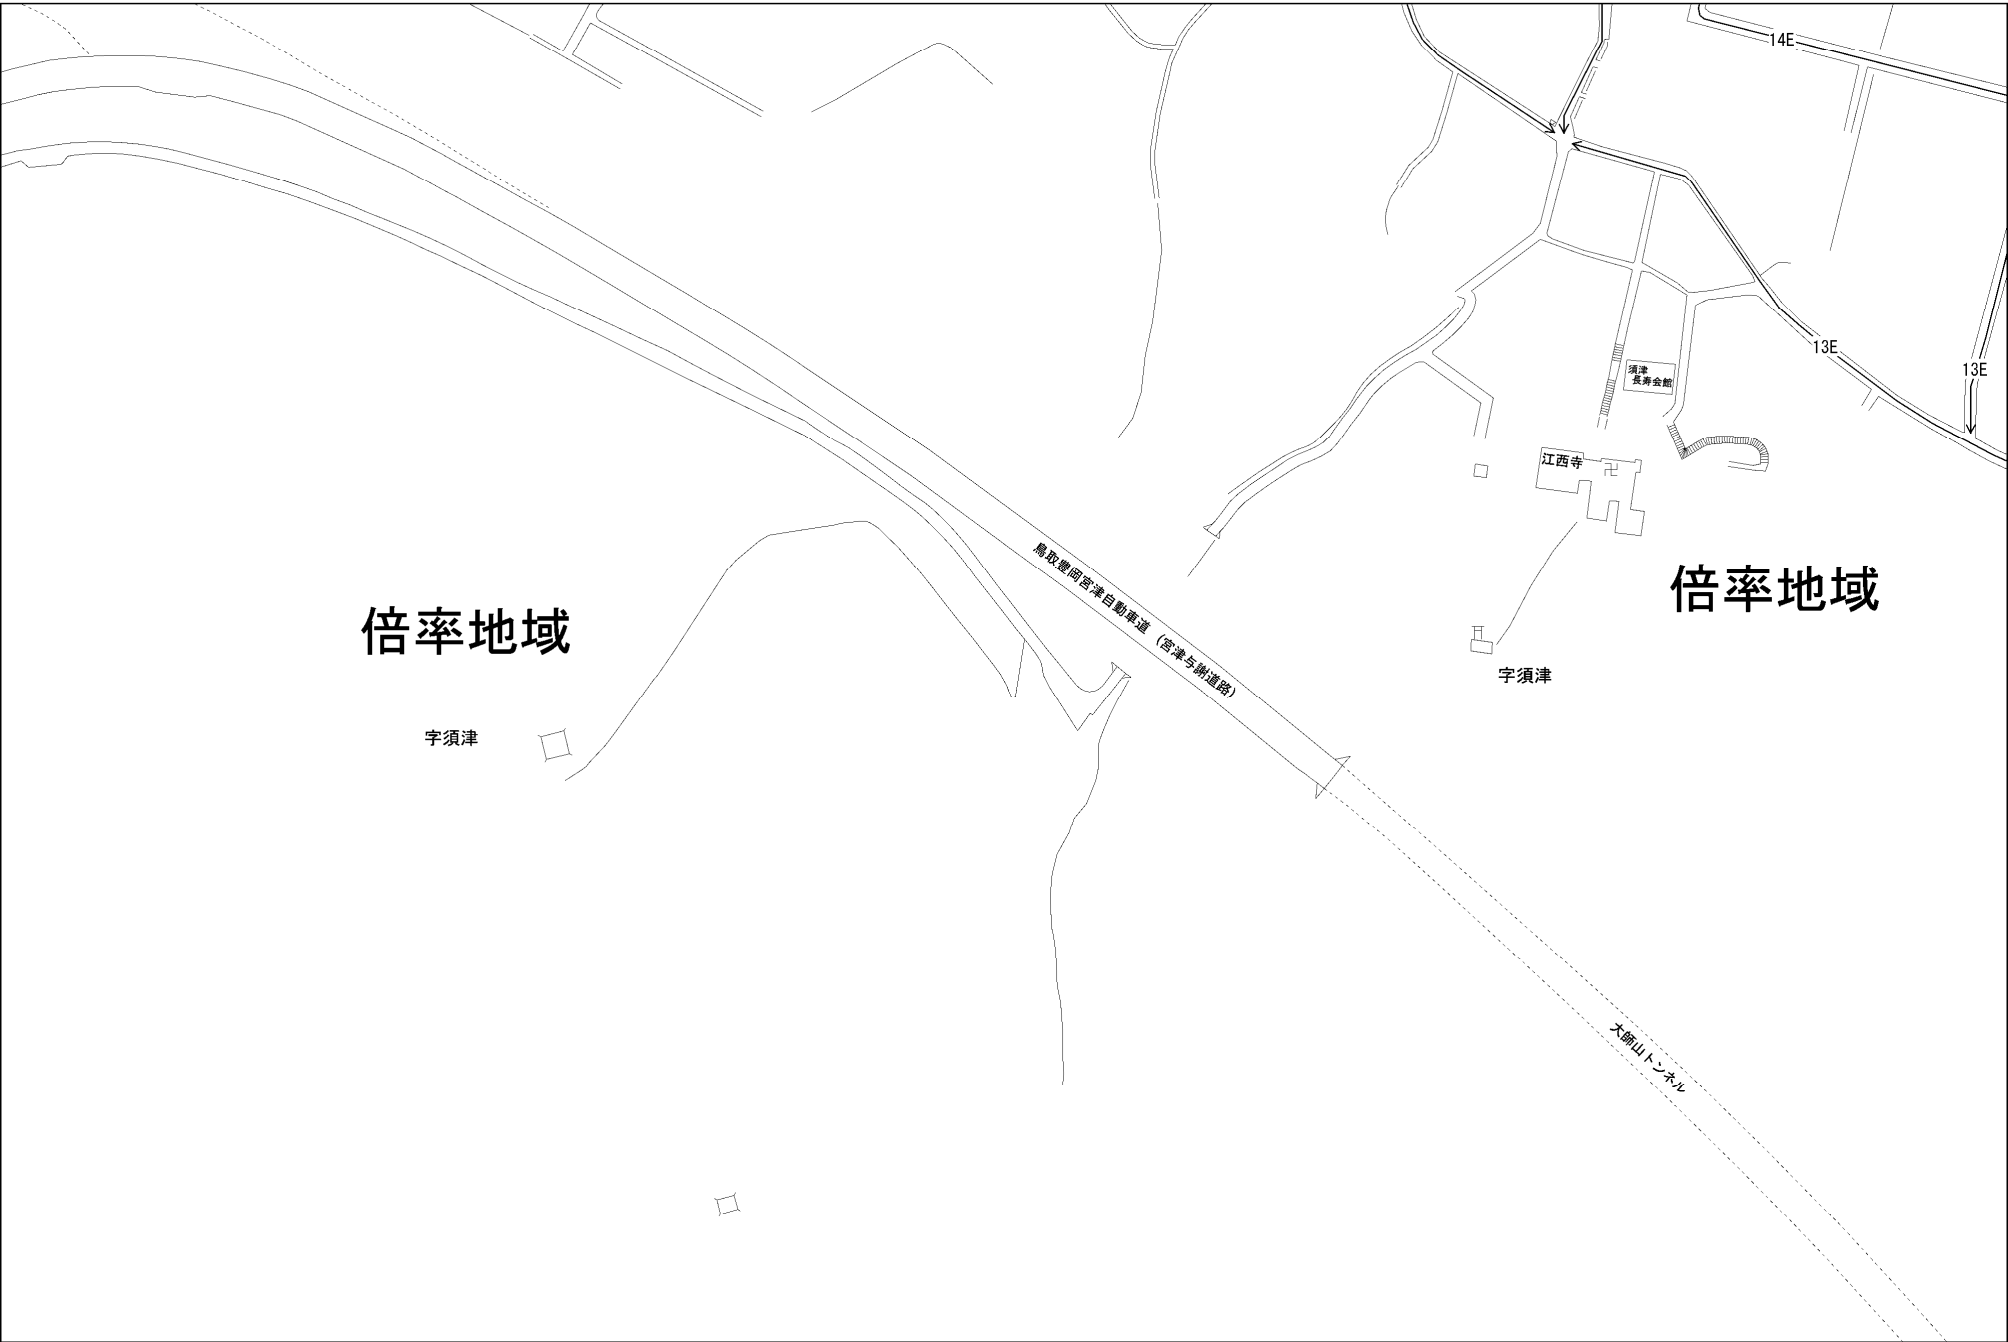 14E
13E
13E
須津
長寿会館
江西寺
鳥取豊岡宮津自動車道 (宮津与謝道路)
倍率地域
倍率地域
字須津
字須津
大師山トンネル